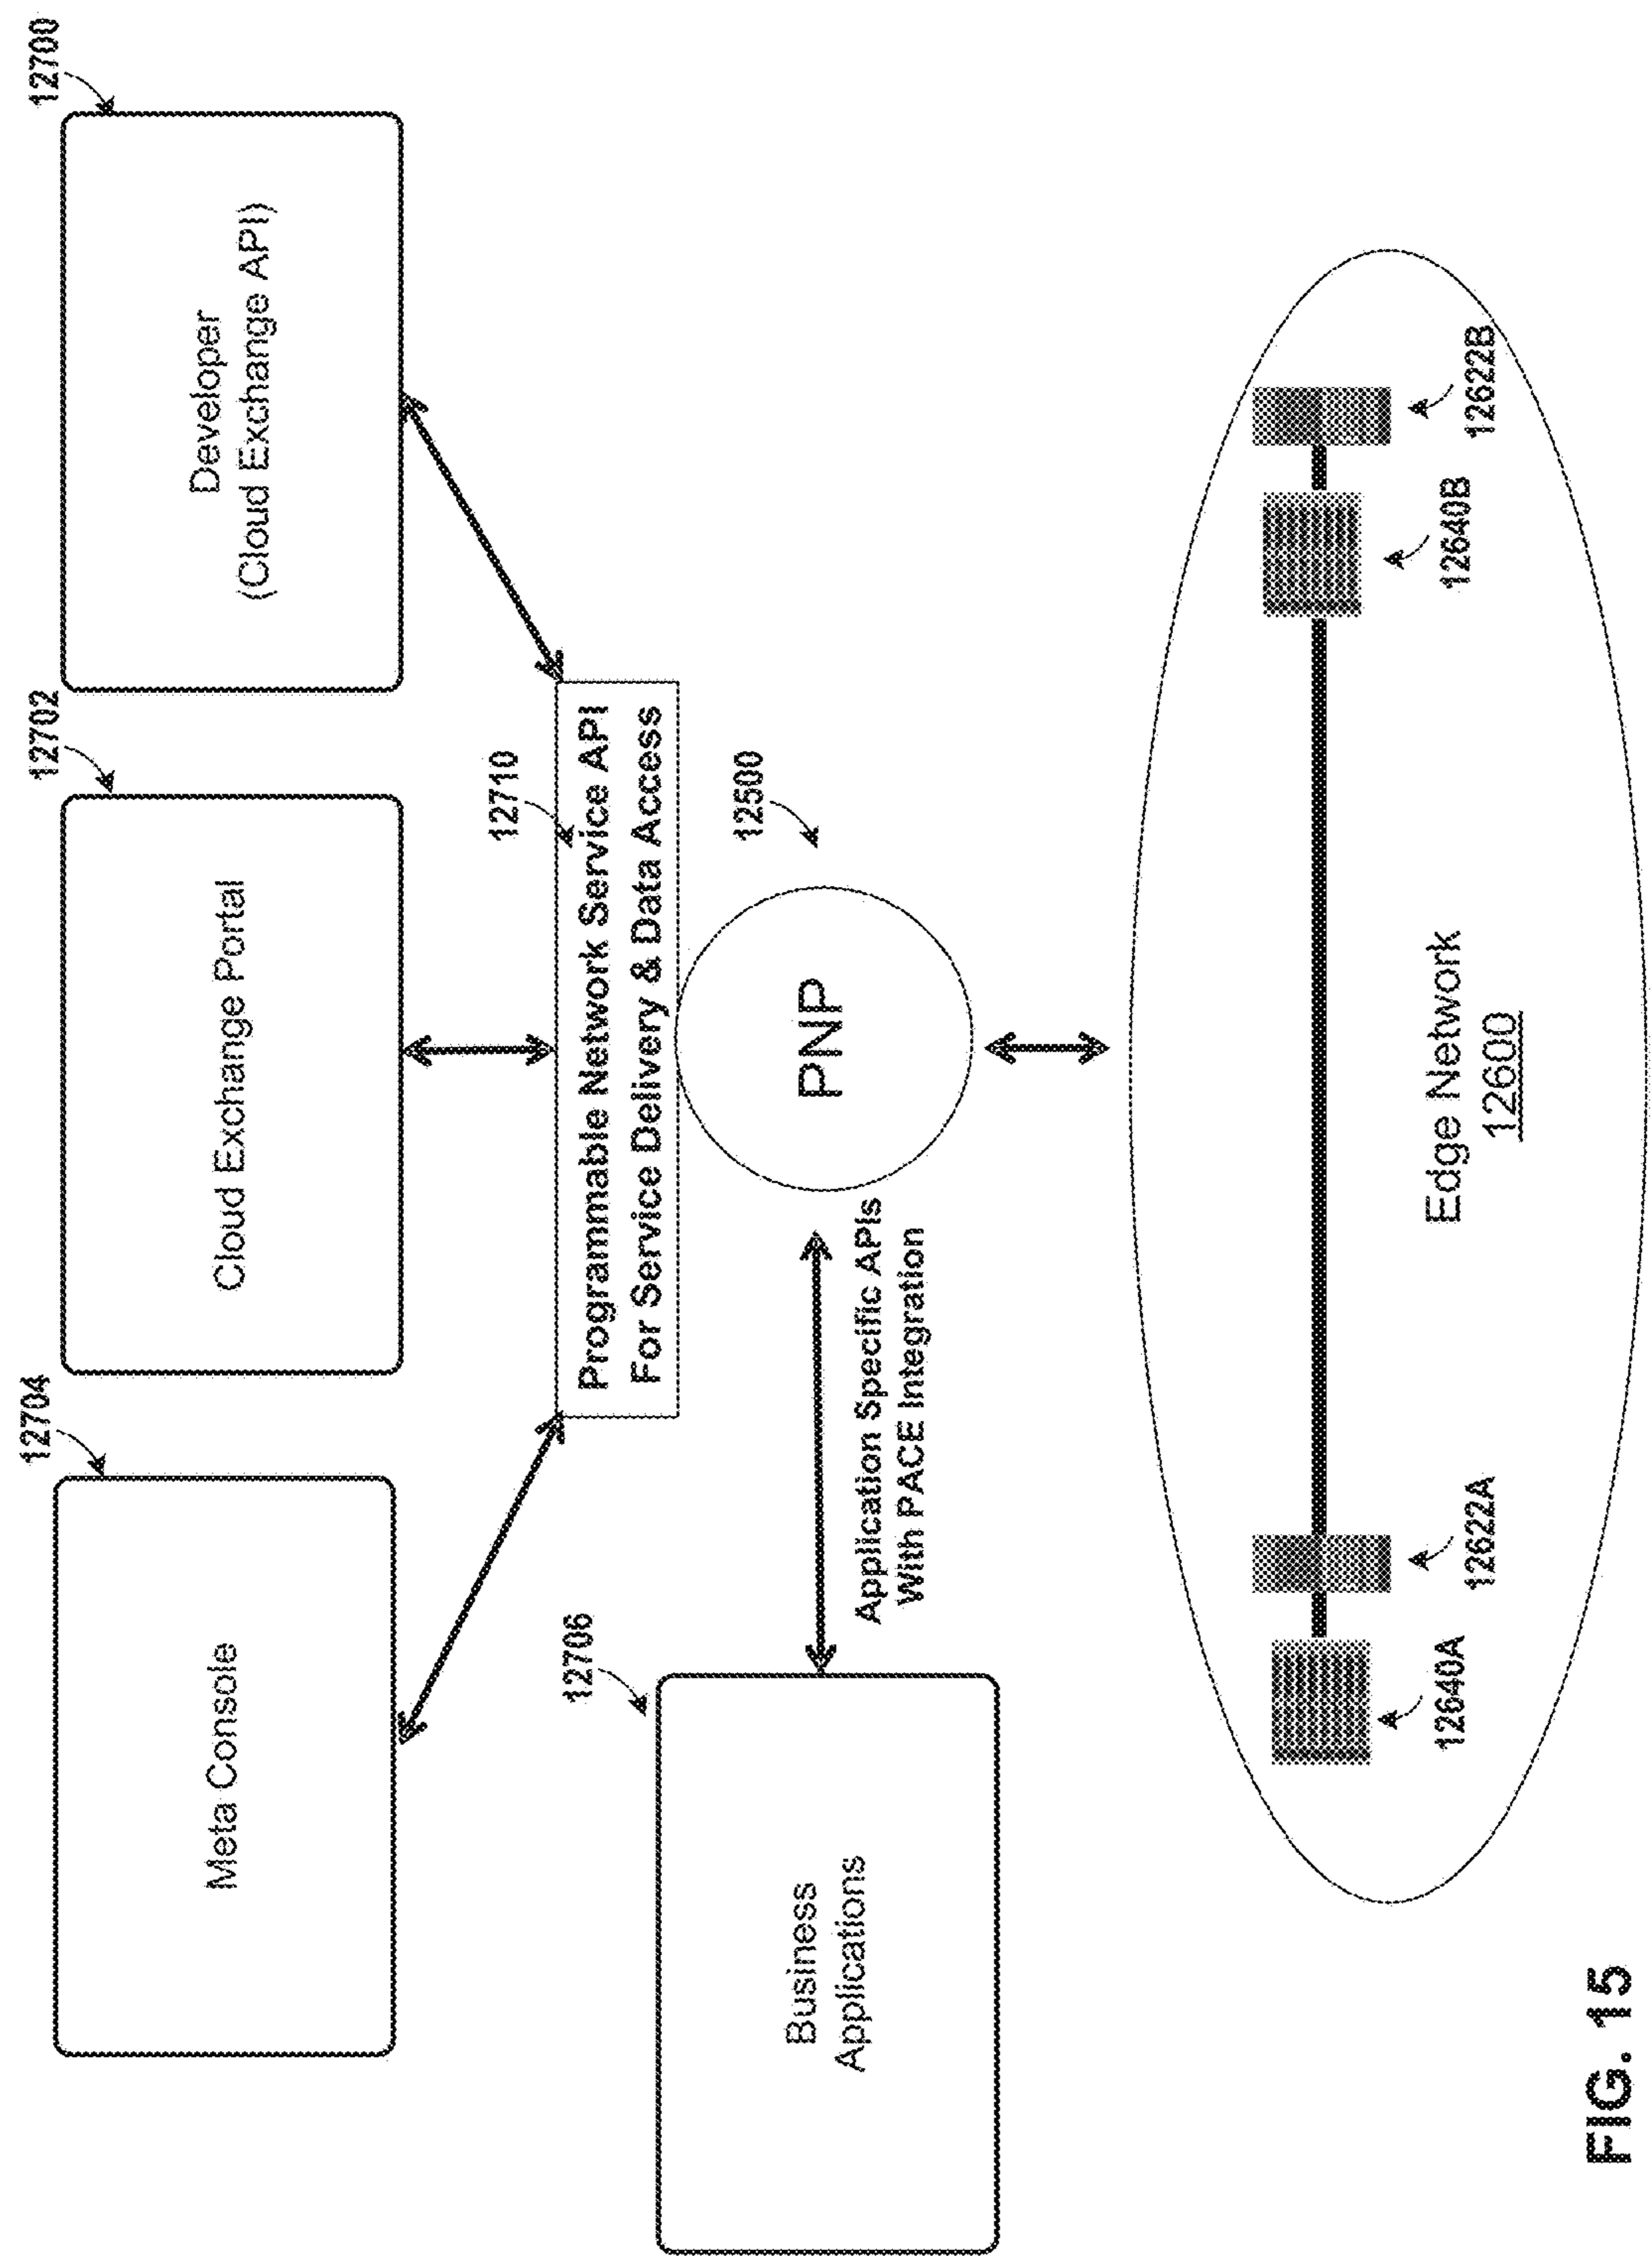 12704
12702
12700
Meta Console
Cloud Exchange Portal
Developer
(Cloud Exchange API)
12710
Programmable Network Service API
For Service Delivery & Data Access
12706
12500
Business
Applications
PNP
Application Specific APIs
With PACE Integration
12640A
12622A
12640B
12622B
Edge Network
12600
FIG. 15